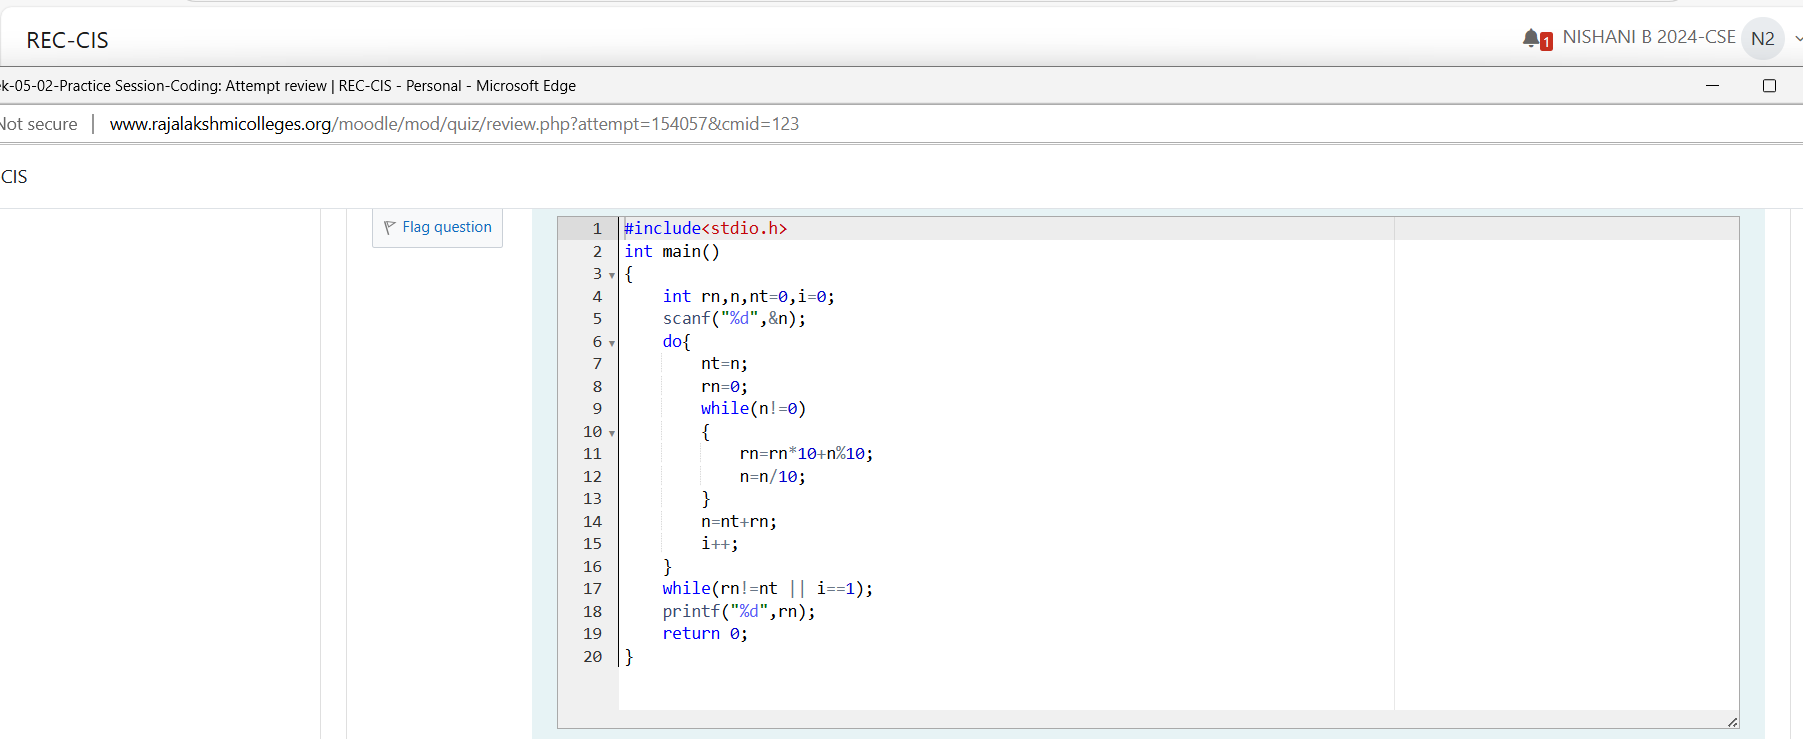 REC-CIS
1 NISHANI B 2024-CSE N2
k-05-02-Practice Session-Coding: Attempt review | REC-CIS - Personal - Microsoft Edge
Not secure | www.rajalakshmicolleges.org/moodle/mod/quiz/review.php?attempt=154057&cmid=123
CIS
Flag question
1 #include<stdio.h>
2 int main()
3 {
4     int rn,n,nt=0,i=0;
5     scanf("%d",&n);
6     do{
7         nt=n;
8         rn=0;
9         while(n!=0)
10         {
11             rn=rn*10+n%10;
12             n=n/10;
13         }
14         n=nt+rn;
15         i++;
16     }
17     while(rn!=nt || i==1);
18     printf("%d",rn);
19     return 0;
20 }